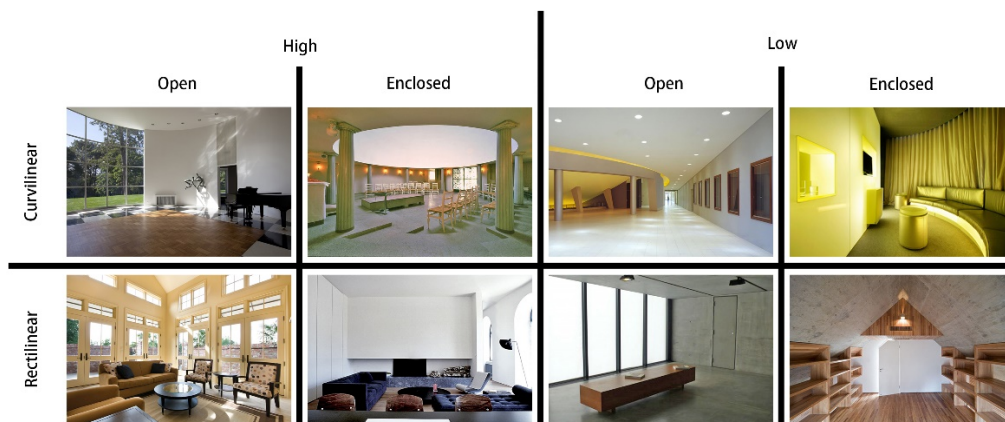 High
Low
Open
Enclosed
Open
Enclosed
Curvilinear
Rectilinear